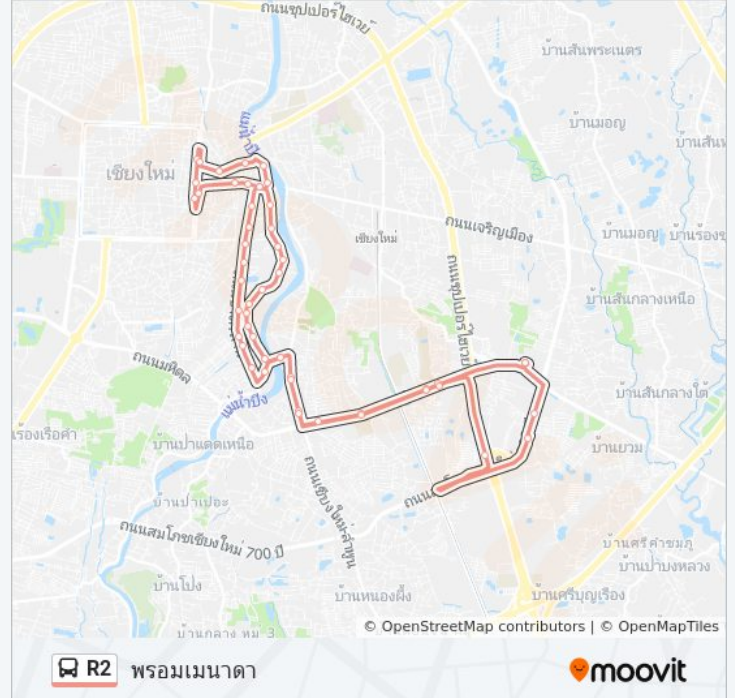 ถนนซุปเปอร์ไฮเวย์
บ้านสันพระเนตร
แม่น้ำปิง
บ้านมอญ
บ้านสันท
เชียงใหม่
ถนนเจริญเมือง
เชียงใหม่
บ้านมอญ
บ้านร้องข
ถนนซุปเปอร์ไฮเวย์
บ้านสันกลางเหนือ
ถนนมหิดล
แม่น้ำปิง
บ้านสันกลางใต้
เรืองเรือคำ
บ้านป่าแดดเหนือ
บ้านยวม
บ้านป่าเปอะ
ถนนสมโภชเชียงใหม่ 700 ปี
ถนนเชียงใหม่-ลำพูน
บ้านศรีคำชมภู
บ้านป่าบงหลวง
บ้านโป่ง
บ้านหนองผึ้ง
บ้านศรีบุญเรือง
บ้านกลาง หมู่ 3
© OpenStreetMap contributors | © OpenMapTiles
R2 พรอมเมนาดา
moovit